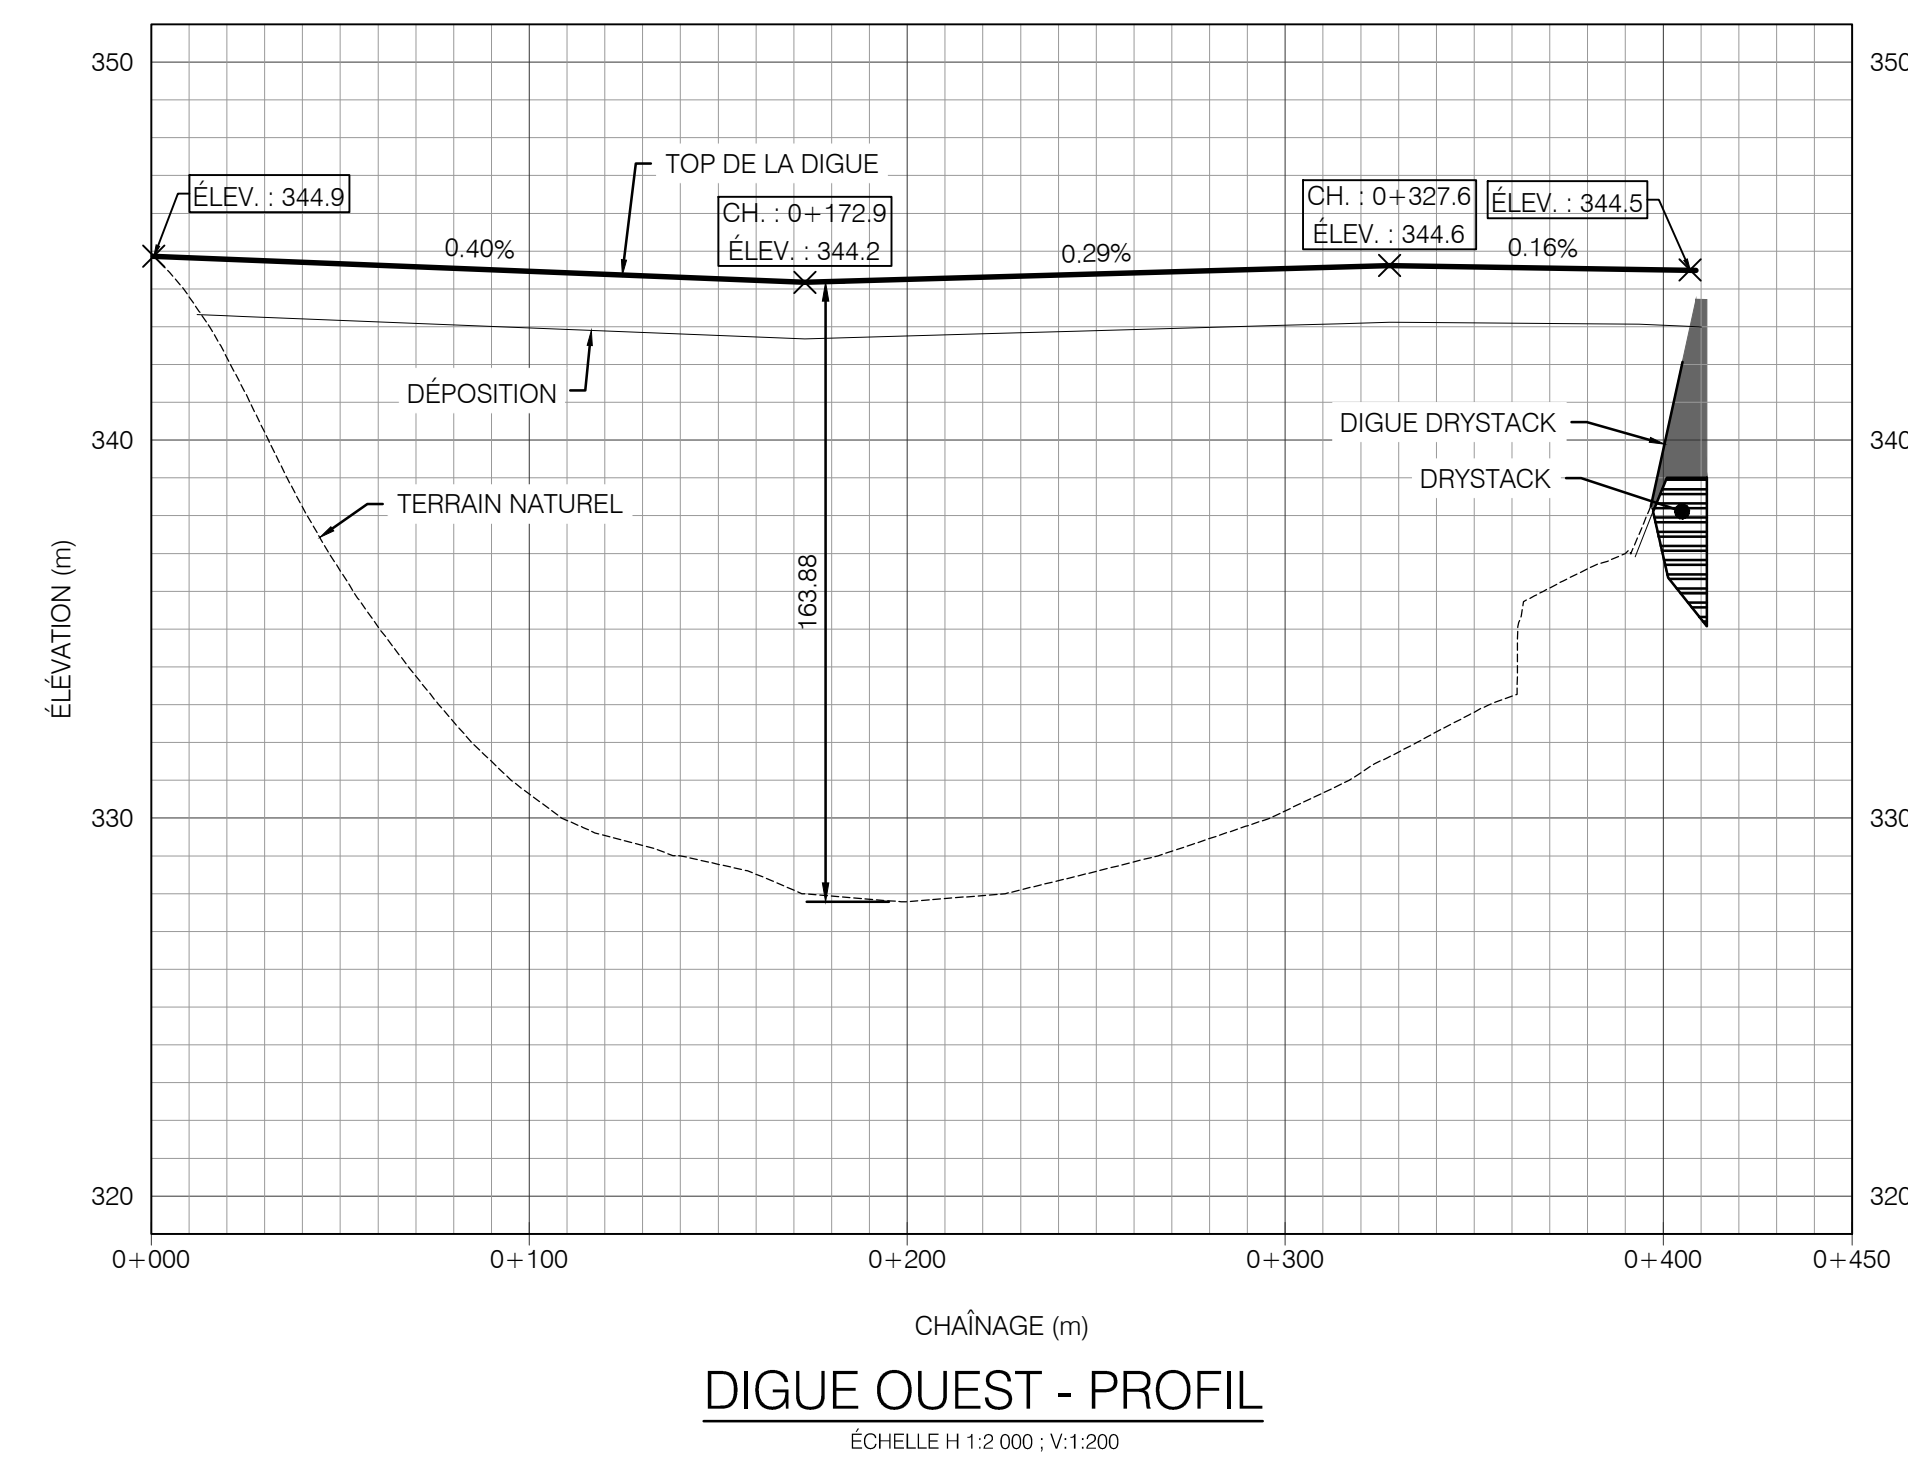 350
350
TOP DE LA DIGUE
ÉLEV. : 344.9
CH. : 0+172.9
ÉLEV. : 344.2
CH. : 0+327.6
ÉLEV. : 344.6
ÉLEV. : 344.5
0.40%
0.29%
0.16%
DÉPOSITION
DIGUE DRYSTACK
340
340
DRYSTACK
TERRAIN NATUREL
163.88
ÉLÉVATION (m)
330
330
320
320
0+000
0+100
0+200
0+300
0+400
0+450
CHAÎNAGE (m)
DIGUE OUEST - PROFIL
ÉCHELLE H 1:2 000 ; V:1:200